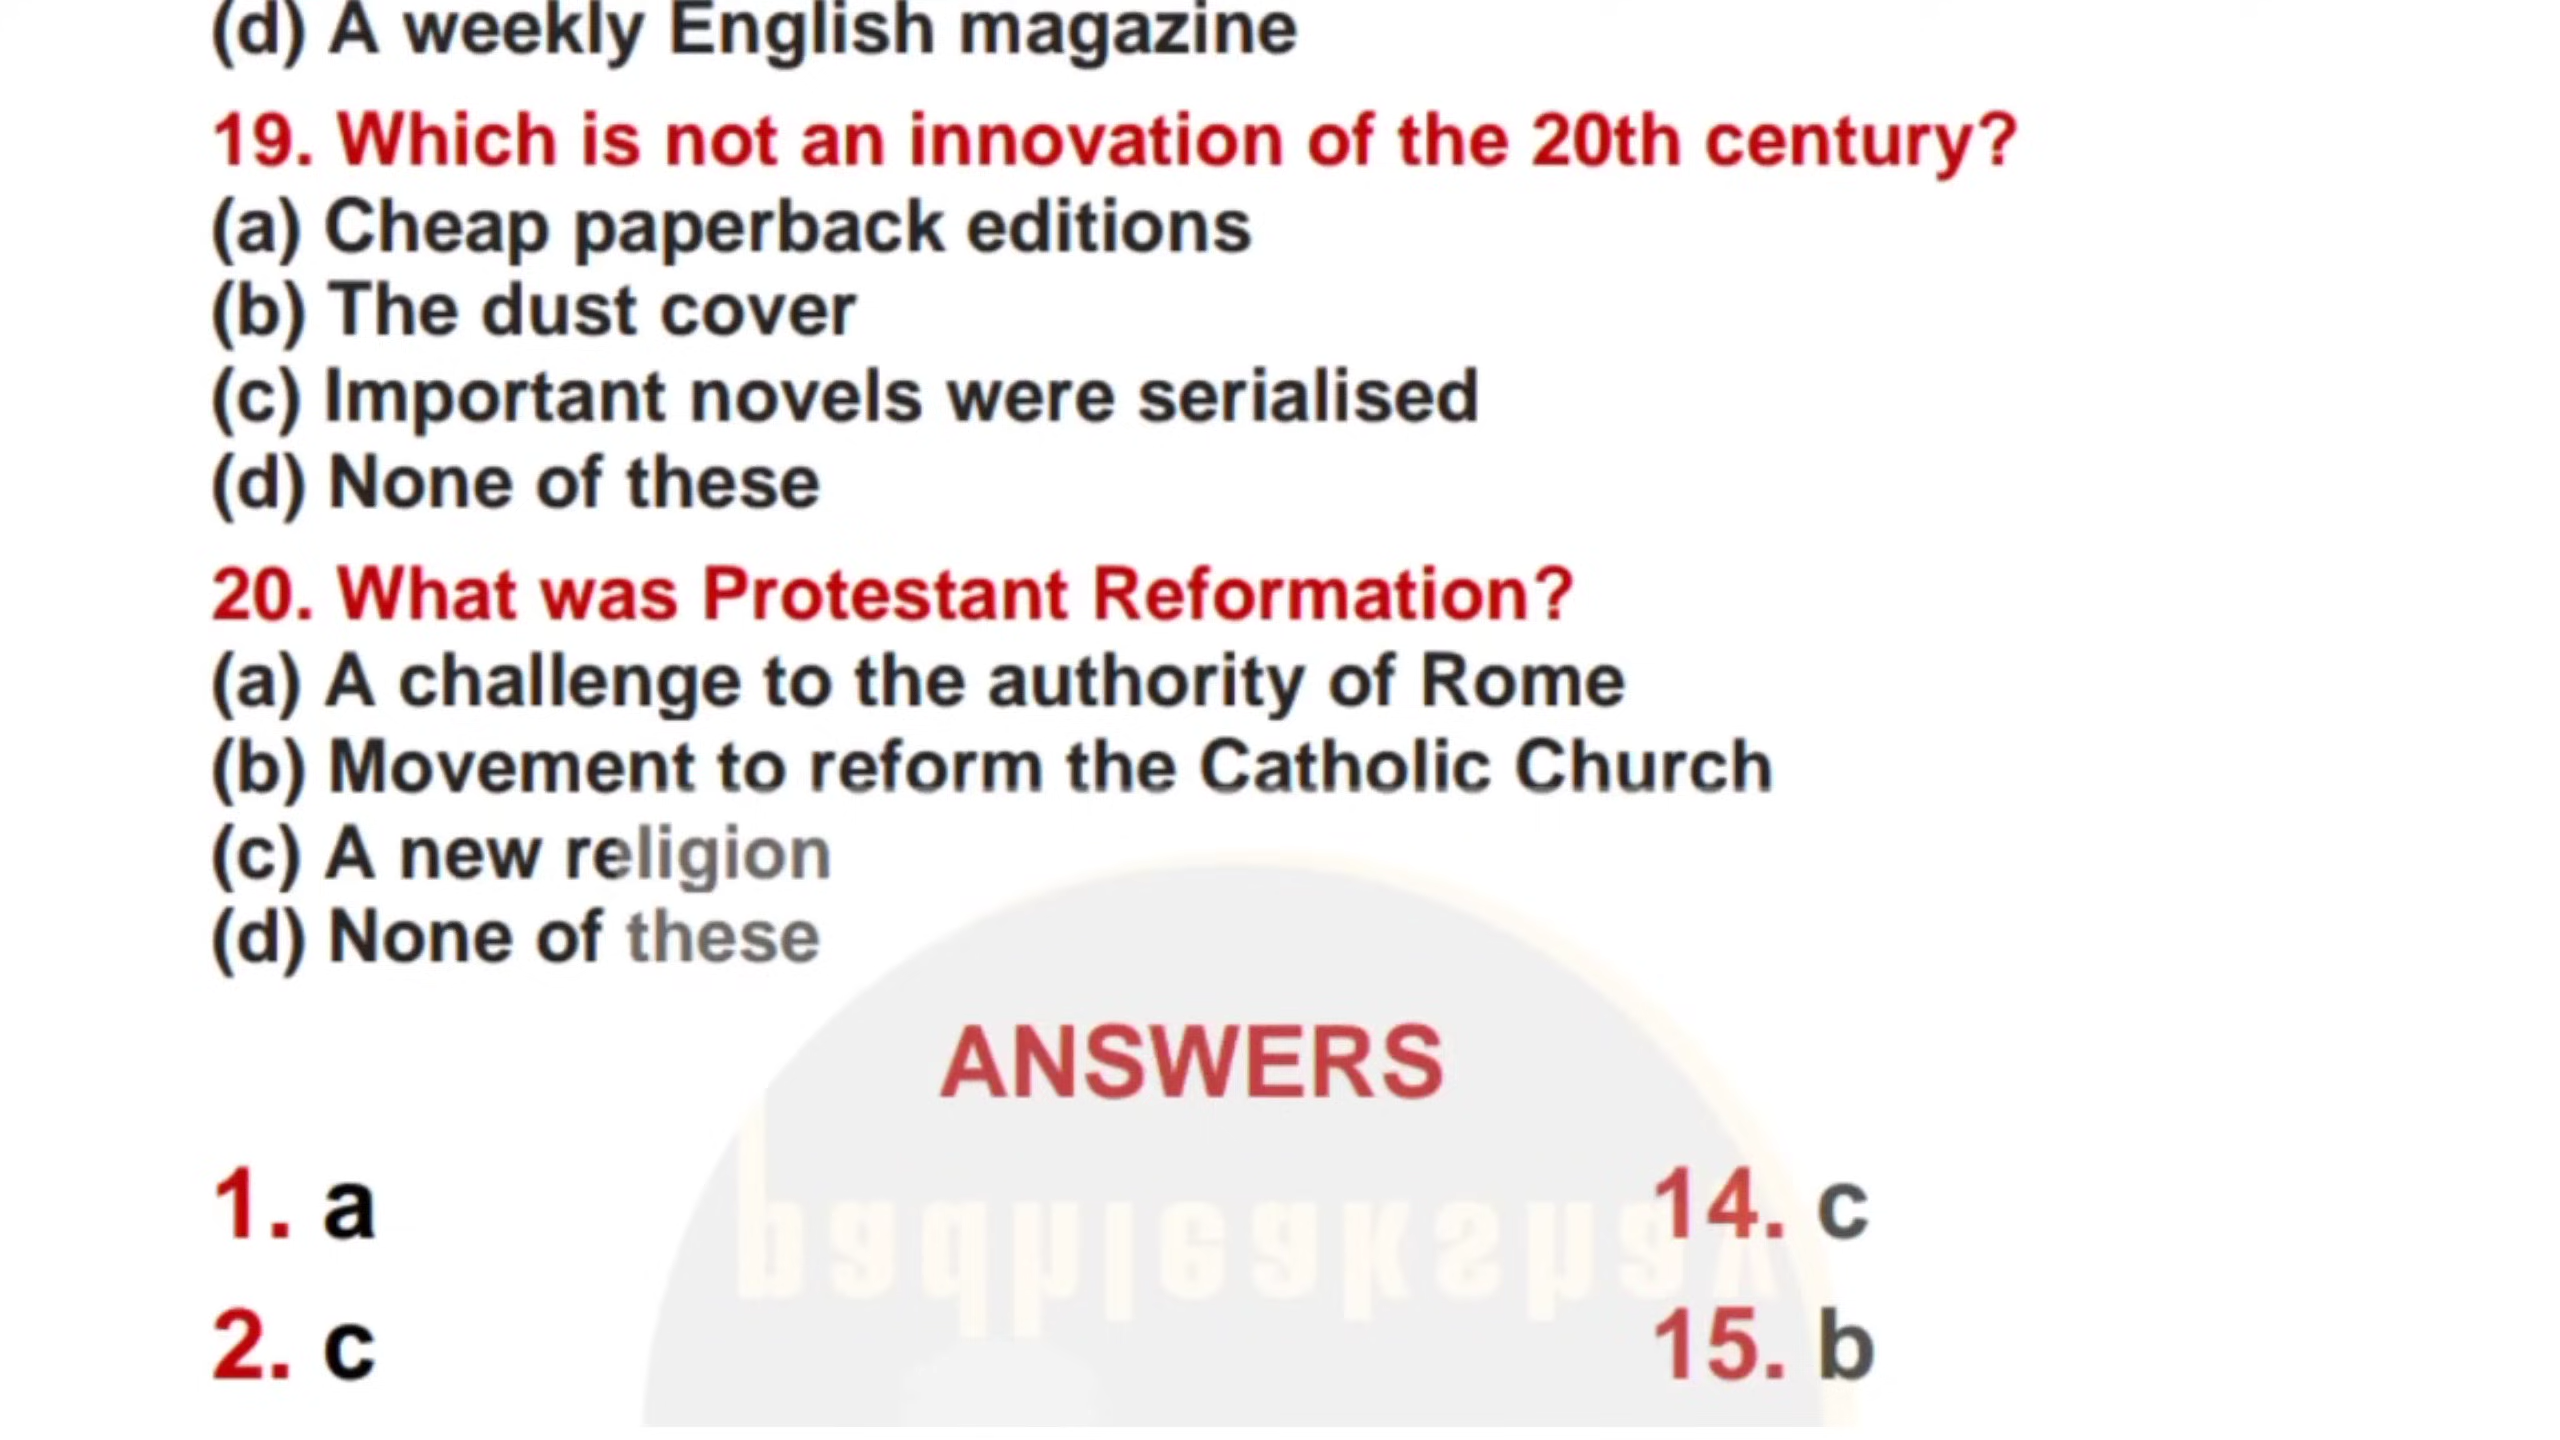 (d) A weekly English magazine
19. Which is not an innovation of the 20th century?
(a) Cheap paperback editions
(b) The dust cover
(c) Important novels were serialised
(d) None of these
20. What was Protestant Reformation?
(a) A challenge to the authority of Rome
(b) Movement to reform the Catholic Church
(c) A new religion
(d) None of these
ANSWERS
1. a
14. c
2. c
15. b